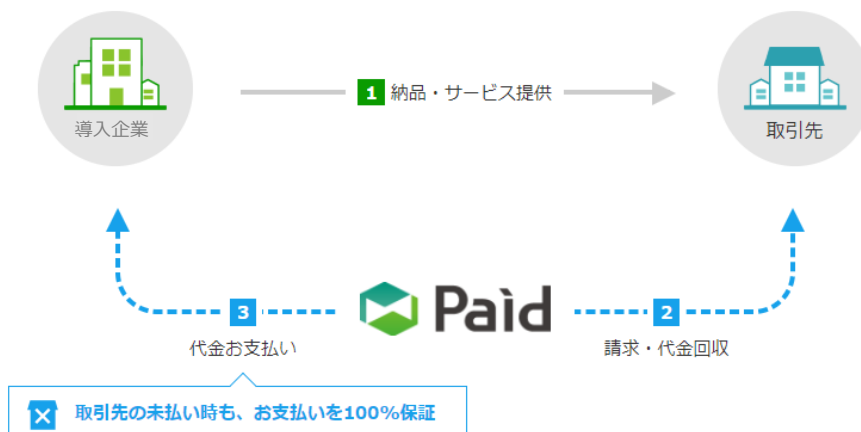 導入企業
1 納品・サービス提供
取引先
Paid
3
代金お支払い
2
請求・代金回収
取引先の未払い時も、お支払いを100%保証